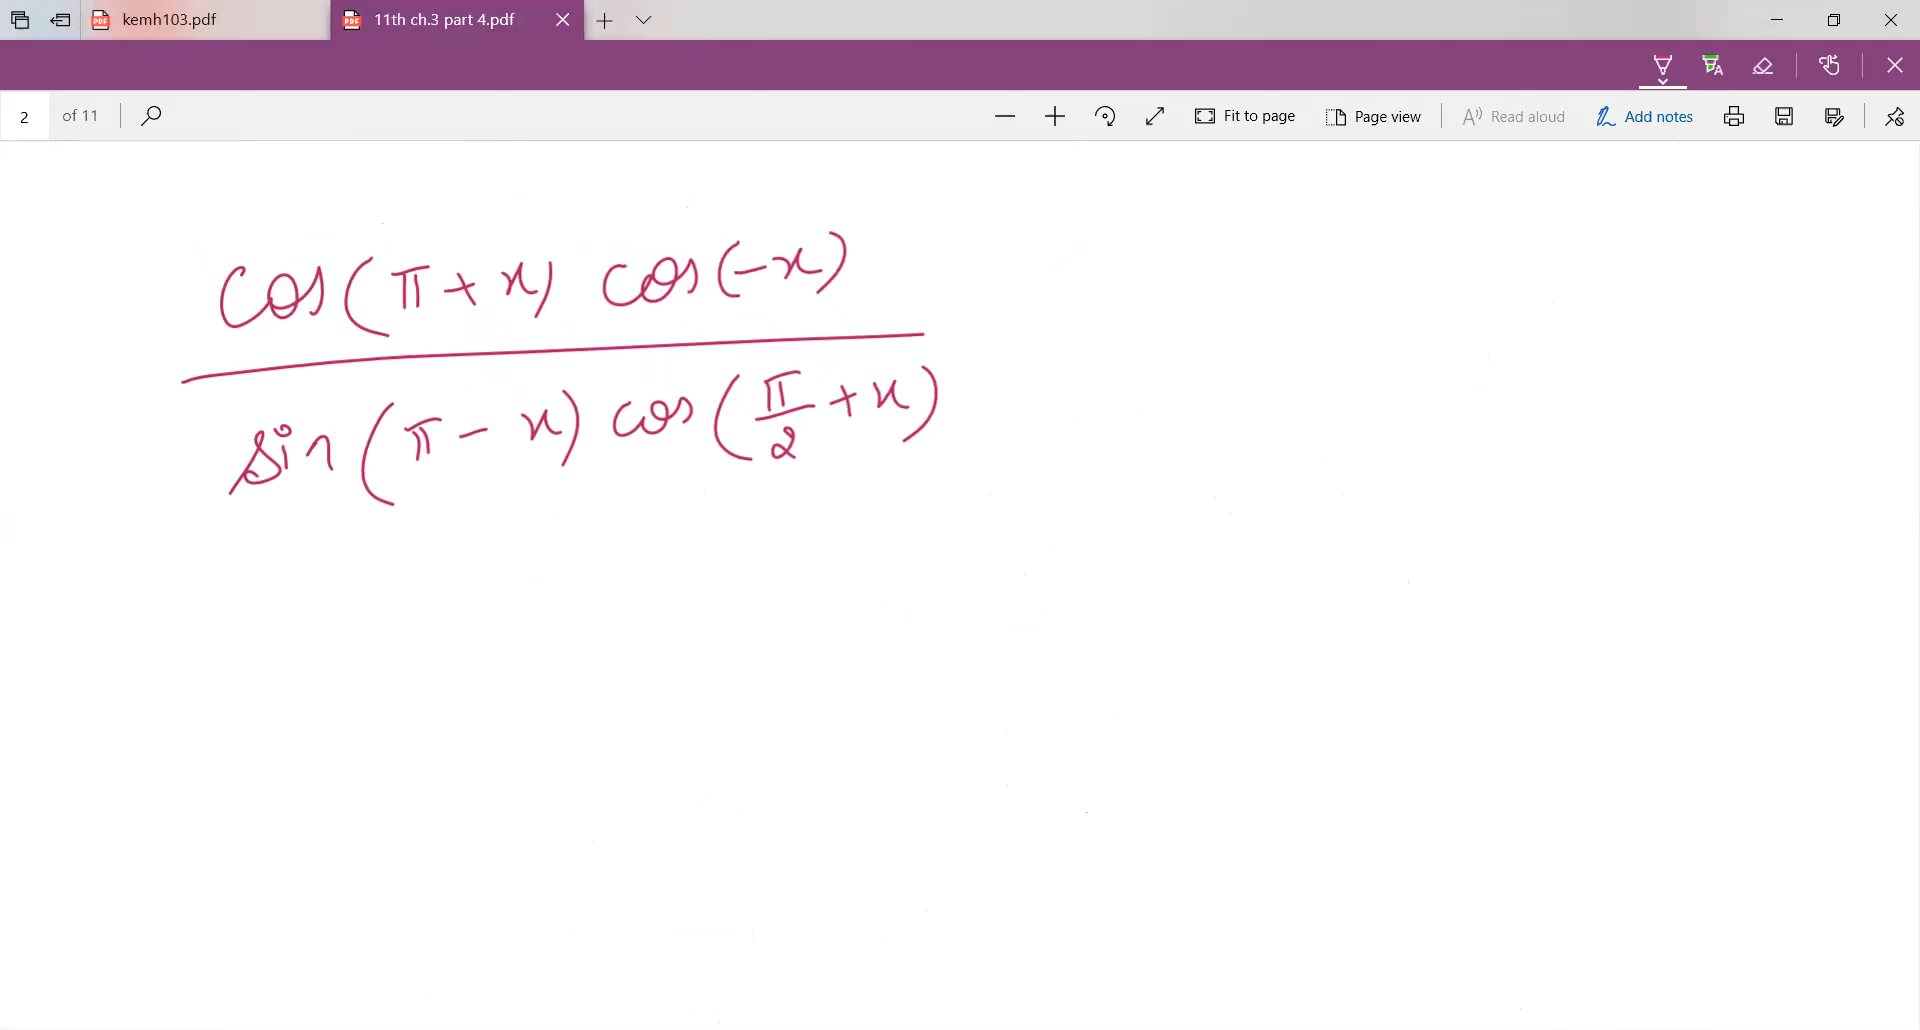 kemh103.pdf
11th ch.3 part 4.pdf
2 of 11
Fit to page
Page view
Read aloud
Add notes
cos(π+x) cos(-x)
sin(π-x) cos(π/2+x)